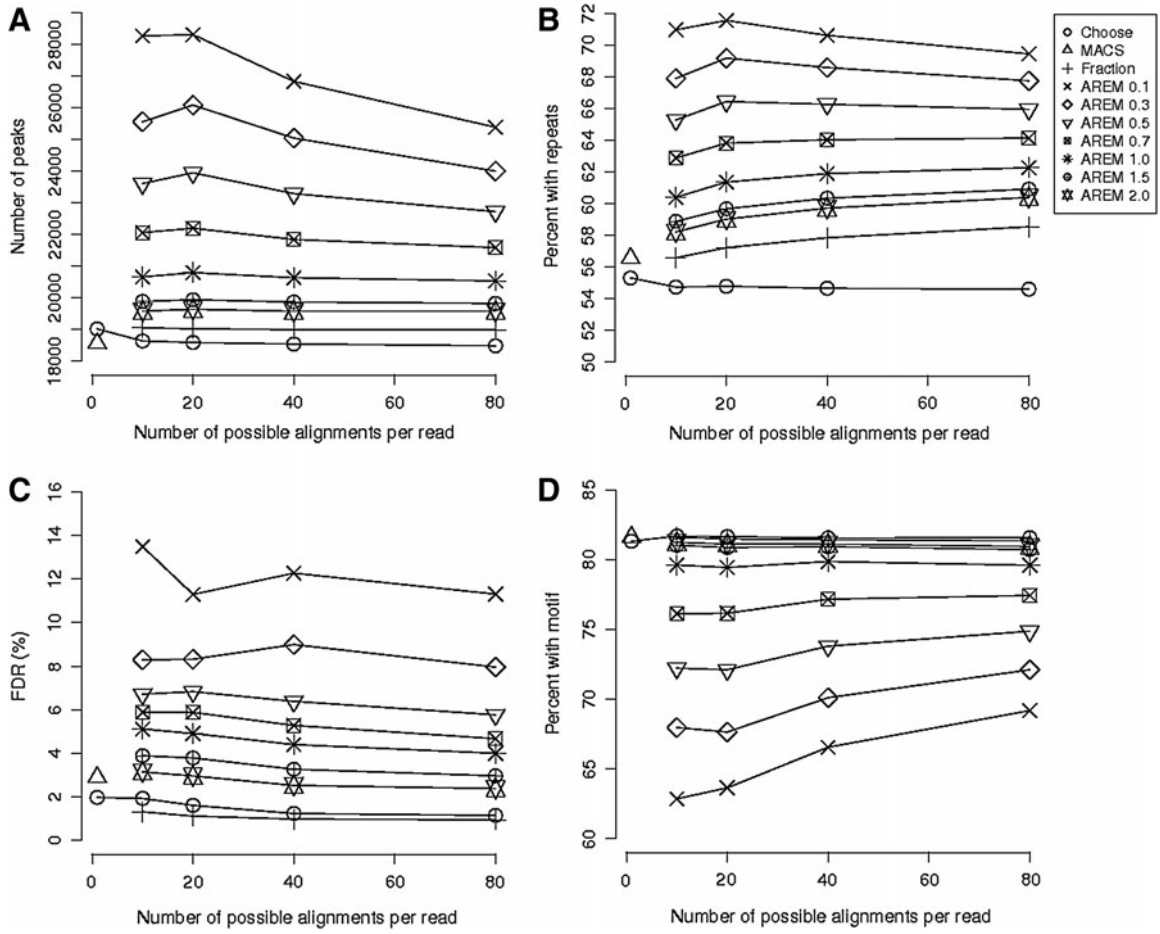 A
Number of peaks
28000
26000
24000
22000
20000
18000
0 20 40 60 80
Number of possible alignments per read
B
Percent with repeats
72
70
68
66
64
62
60
58
56
54
52
50
0 20 40 60 80
Number of possible alignments per read
Choose
MACS
Fraction
AREM 0.1
AREM 0.3
AREM 0.5
AREM 0.7
AREM 1.0
AREM 1.5
AREM 2.0
C
FDR (%)
16
14
12
10
8
6
4
2
0
0 20 40 60 80
Number of possible alignments per read
D
Percent with motif
85
80
75
70
65
60
0 20 40 60 80
Number of possible alignments per read